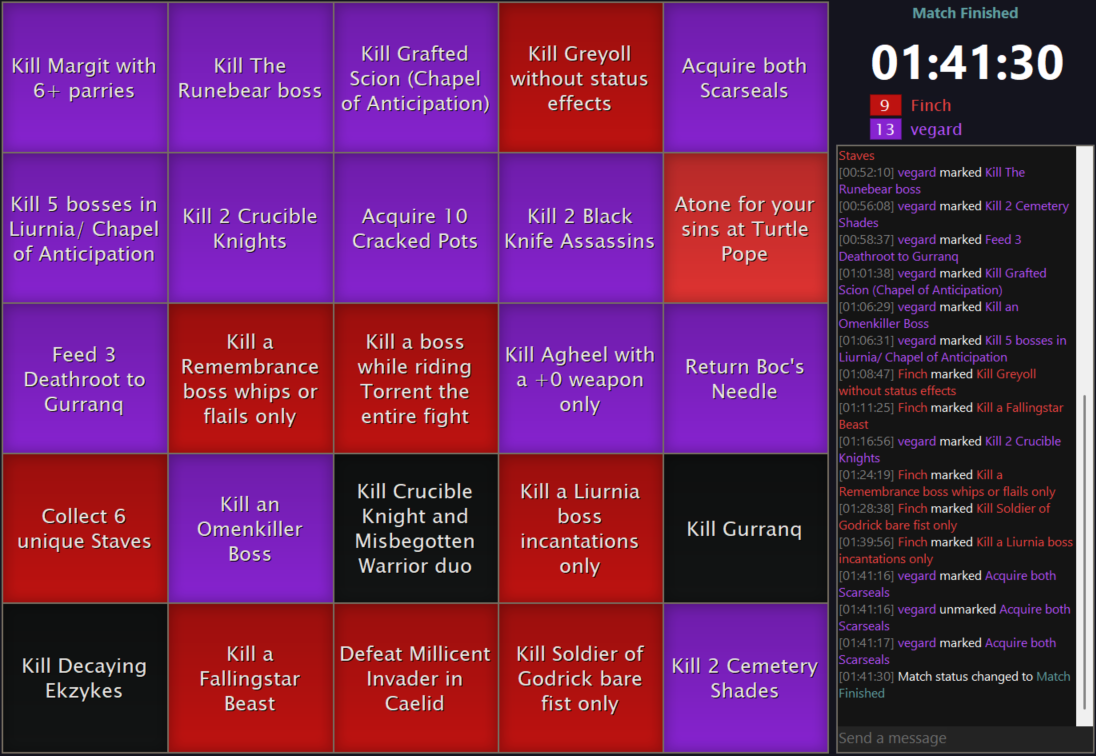 Kill Margit with
6+ parries
Kill The
Runebear boss
Kill Grafted
Scion (Chapel
of Anticipation)
Kill Greyoll
without status
effects
Acquire both
Scarseals
Kill 5 bosses in
Liurnia/ Chapel
of Anticipation
Kill 2 Crucible
Knights
Acquire 10
Cracked Pots
Kill 2 Black
Knife Assassins
Atone for your
sins at Turtle
Pope
Feed 3
Deathroot to
Gurranq
Kill a
Remembrance
boss whips or
flails only
Kill a boss
while riding
Torrent the
entire fight
Kill Agheel with
a +0 weapon
only
Return Boc's
Needle
Collect 6
unique Staves
Kill an
Omenkiller
Boss
Kill Crucible
Knight and
Misbegotten
Warrior duo
Kill a Liurnia
boss
incantations
only
Kill Gurranq
Kill Decaying
Ekzykes
Kill a
Fallingstar
Beast
Defeat Millicent
Invader in
Caelid
Kill Soldier of
Godrick bare
fist only
Kill 2 Cemetery
Shades
Match Finished
01:41:30
9 Finch
13 vegard
Staves
[00:52:10] vegard marked Kill The
Runebear boss
[00:56:08] vegard marked Kill 2 Cemetery
Shades
[00:58:37] vegard marked Feed 3
Deathroot to Gurranq
[01:01:38] vegard marked Kill Grafted
Scion (Chapel of Anticipation)
[01:06:29] vegard marked Kill an
Omenkiller Boss
[01:06:31] vegard marked Kill 5 bosses in
Liurnia/ Chapel of Anticipation
[01:08:47] Finch marked Kill Greyoll
without status effects
[01:11:25] Finch marked Kill a Fallingstar
Beast
[01:16:56] vegard marked Kill 2 Crucible
Knights
[01:24:19] Finch marked Kill a
Remembrance boss whips or flails only
[01:28:38] Finch marked Kill Soldier of
Godrick bare fist only
[01:39:56] Finch marked Kill a Liurnia boss
incantations only
[01:41:16] vegard marked Acquire both
Scarseals
[01:41:16] vegard unmarked Acquire both
Scarseals
[01:41:17] vegard marked Acquire both
Scarseals
[01:41:30] Match status changed to Match
Finished
Send a message